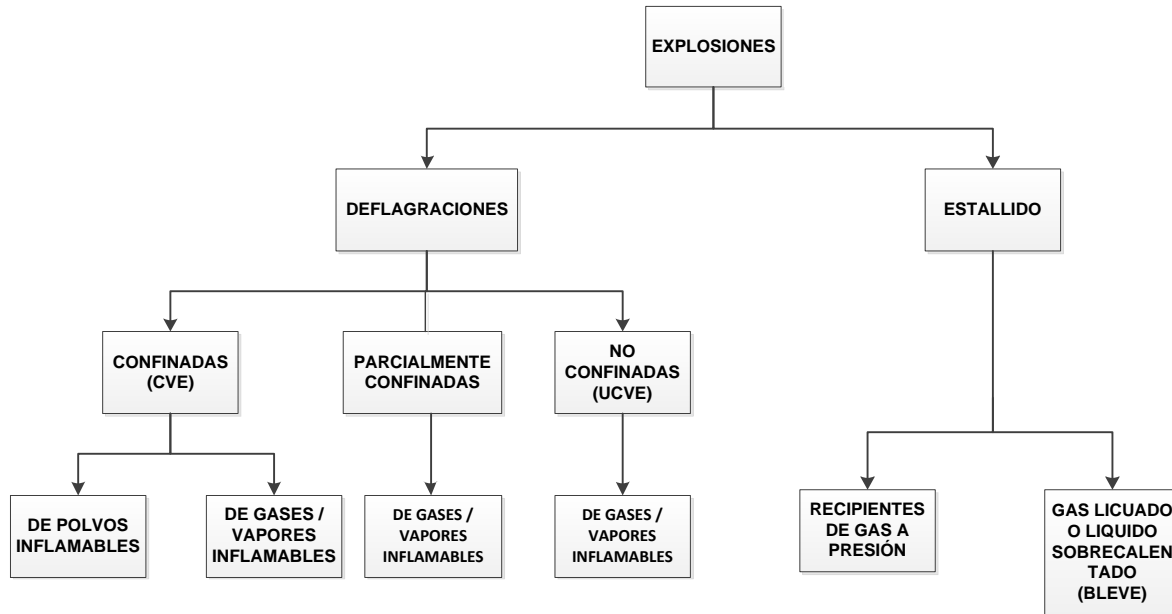 EXPLOSIONES
DEFLAGRACIONES
ESTALLIDO
CONFINADAS
(CVE)
PARCIALMENTE
CONFINADAS
NO
CONFINADAS
(UCVE)
DE POLVOS
INFLAMABLES
DE GASES /
VAPORES
INFLAMABLES
DE GASES /
VAPORES
INFLAMABLES
DE GASES /
VAPORES
INFLAMABLES
RECIPIENTES
DE GAS A
PRESIÓN
GAS LICUADO
O LIQUIDO
SOBRECALEN
TADO
(BLEVE)